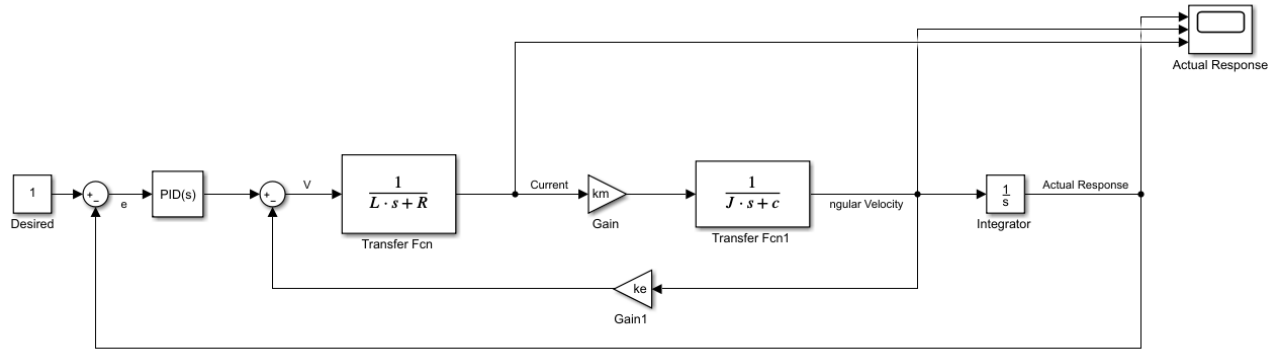 Actual Response
1
Desired
+
−
e
PID(s)
+
−
V
1
L · s + R
Transfer Fcn
Current
km
Gain
1
J · s + c
Transfer Fcn1
ngular Velocity
1
s
Integrator
Actual Response
ke
Gain1